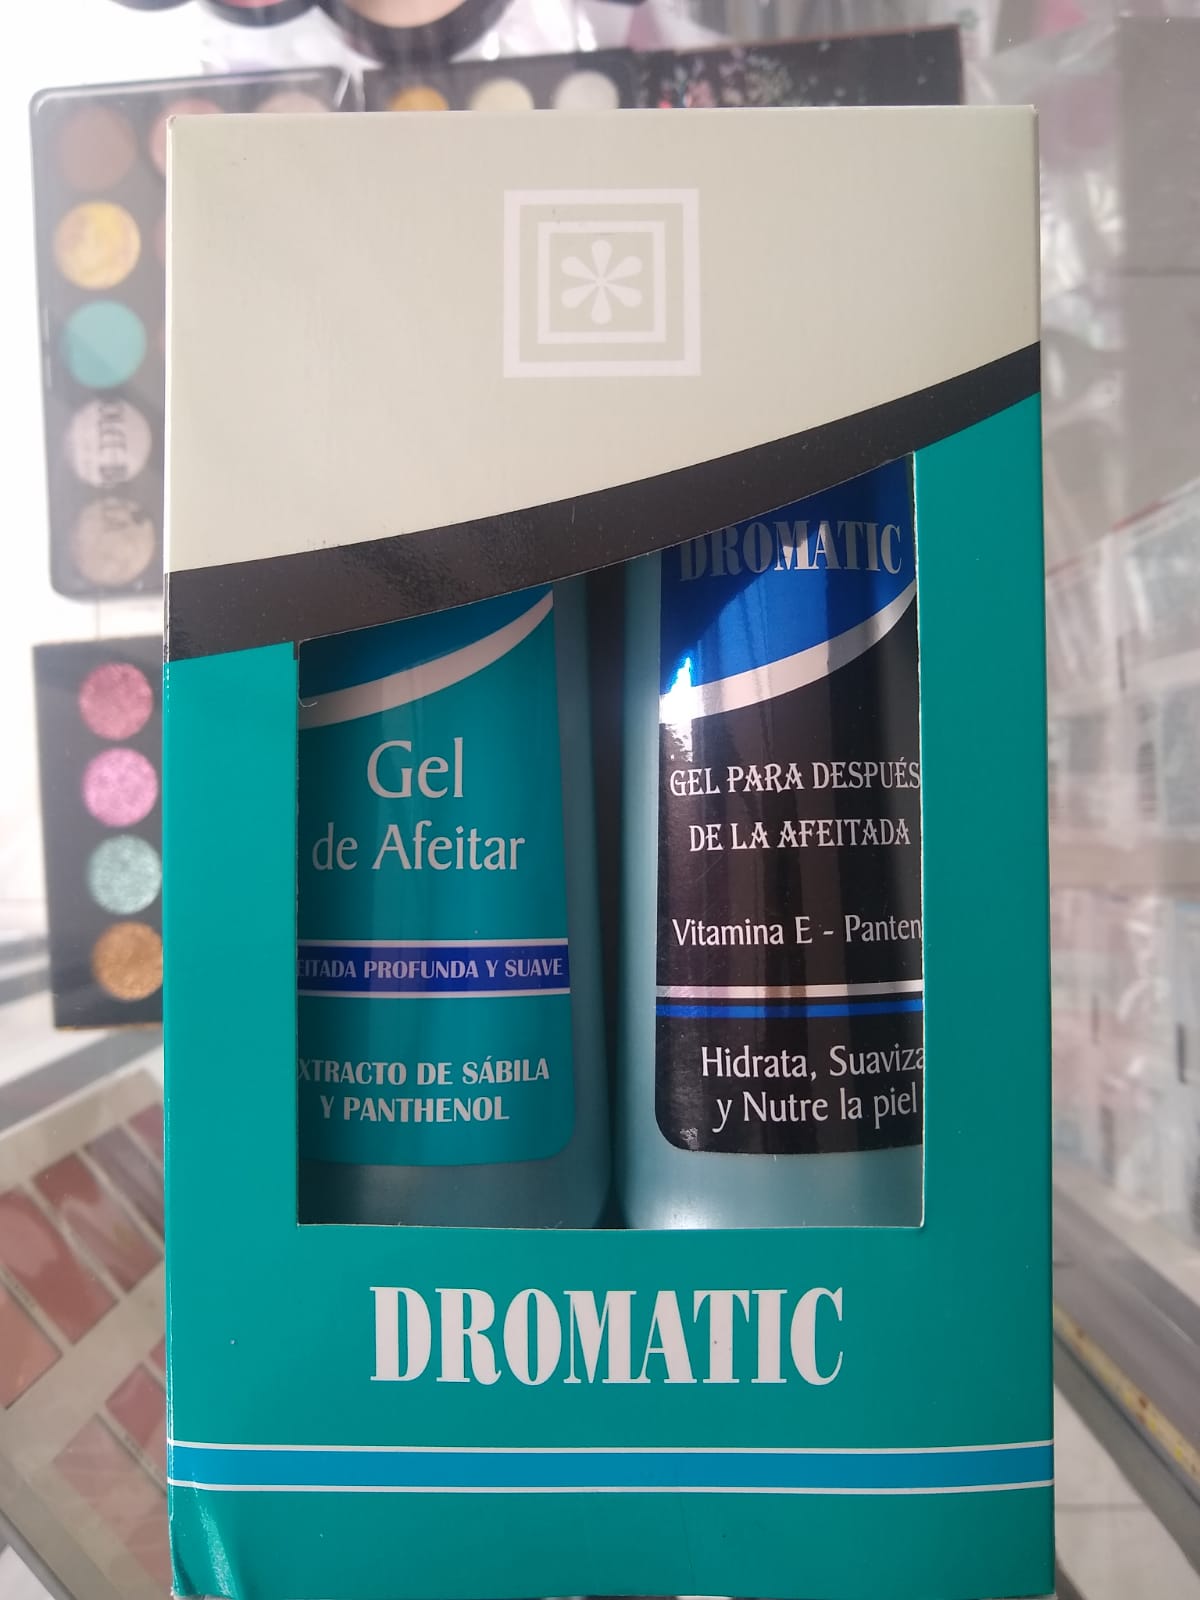 Gel
de Afeitar
EITADA PROFUNDA Y SUAVE
XTRACTO DE SÁBILA
Y PANTHENOL
DROMATIC
GEL PARA DESPUÉS
DE LA AFEITADA
Vitamina E - Panten
Hidrata, Suaviza
y Nutre la piel
DROMATIC